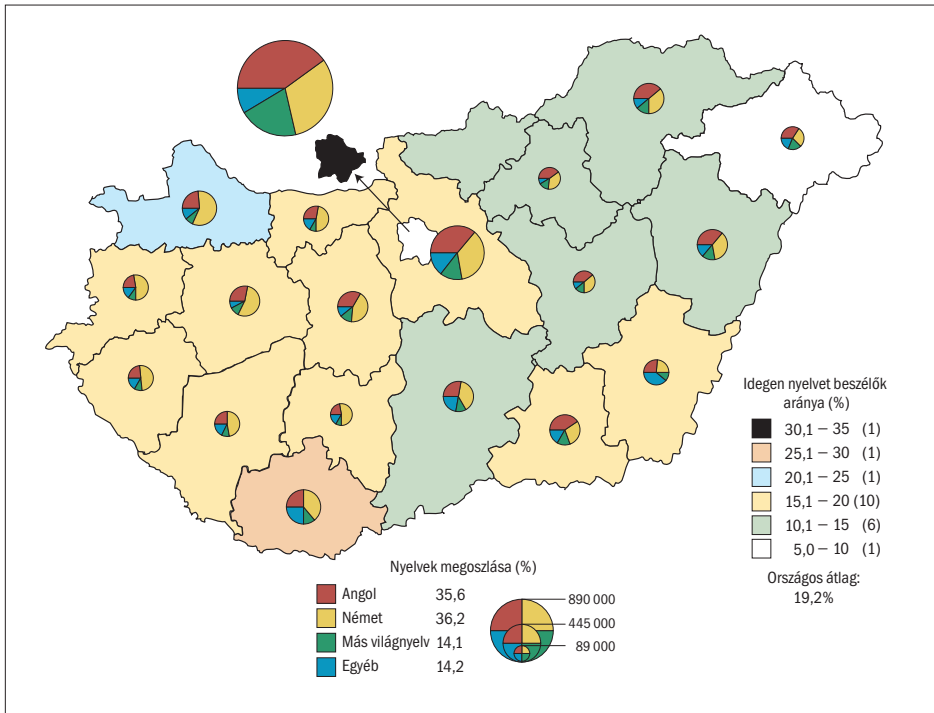 Idegen nyelvet beszélők
aránya (%)
30,1 – 35 (1)
25,1 – 30 (1)
20,1 – 25 (1)
15,1 – 20 (10)
10,1 – 15 (6)
5,0 – 10 (1)
Országos átlag:
19,2%
Nyelvek megoszlása (%)
Angol 35,6
Német 36,2
Más világnyelv 14,1
Egyéb 14,2
890 000
445 000
89 000